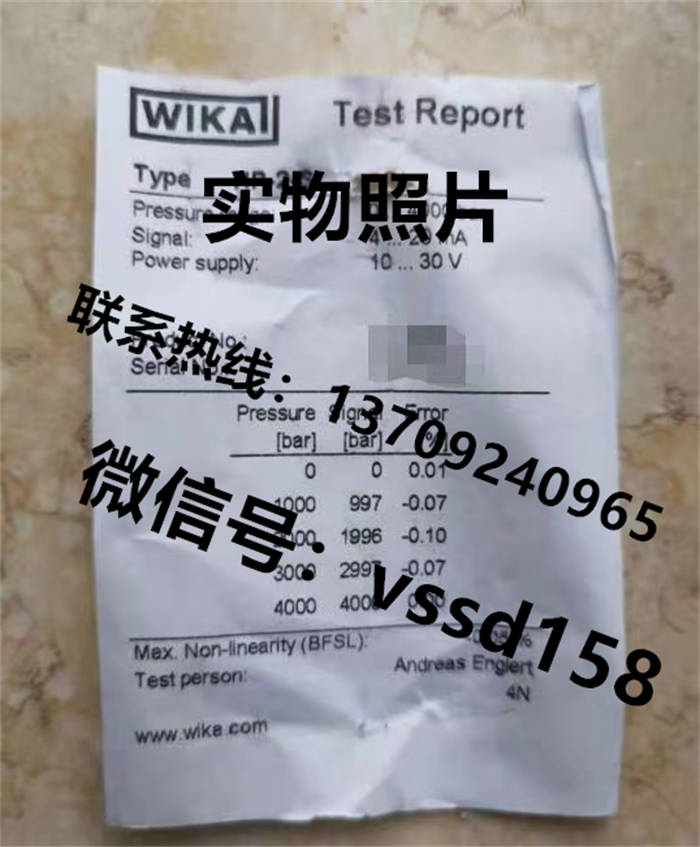 WIKA Test Report
Type
实物照片
Pressure
Signal: 4 ... 20 mA
Power supply: 10 ... 30 V
联系热线：13709240965
No.:
Serial No.
Pressure Signal Error
[bar] [bar] [%]
0 0 0.01
1000 997 -0.07
微信号：vssd158
1996 -0.10
3000 2997 -0.07
4000
Max. Non-linearity (BFSL):
Test person: Andreas Englert
4N
www.wika.com